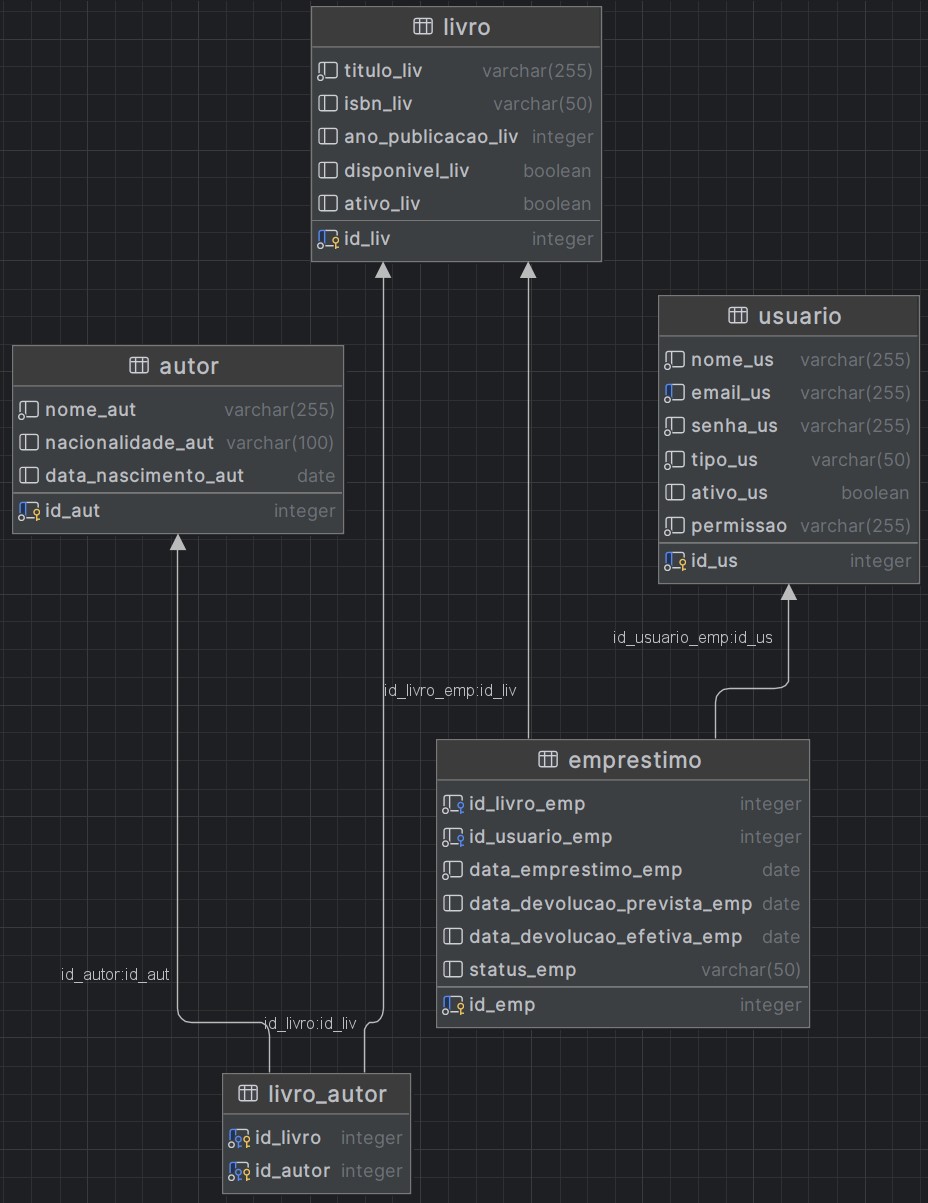 livro
titulo_liv varchar(255)
isbn_liv varchar(50)
ano_publicacao_liv integer
disponivel_liv boolean
ativo_liv boolean
id_liv integer
usuario
nome_us varchar(255)
email_us varchar(255)
senha_us varchar(255)
tipo_us varchar(50)
ativo_us boolean
permissao varchar(255)
id_us integer
autor
nome_aut varchar(255)
nacionalidade_aut varchar(100)
data_nascimento_aut date
id_aut integer
id_usuario_emp:id_us
id_livro_emp:id_liv
emprestimo
id_livro_emp integer
id_usuario_emp integer
data_emprestimo_emp date
data_devolucao_prevista_emp date
data_devolucao_efetiva_emp date
status_emp varchar(50)
id_emp integer
id_autor:id_aut
id_livro:id_liv
livro_autor
id_livro integer
id_autor integer